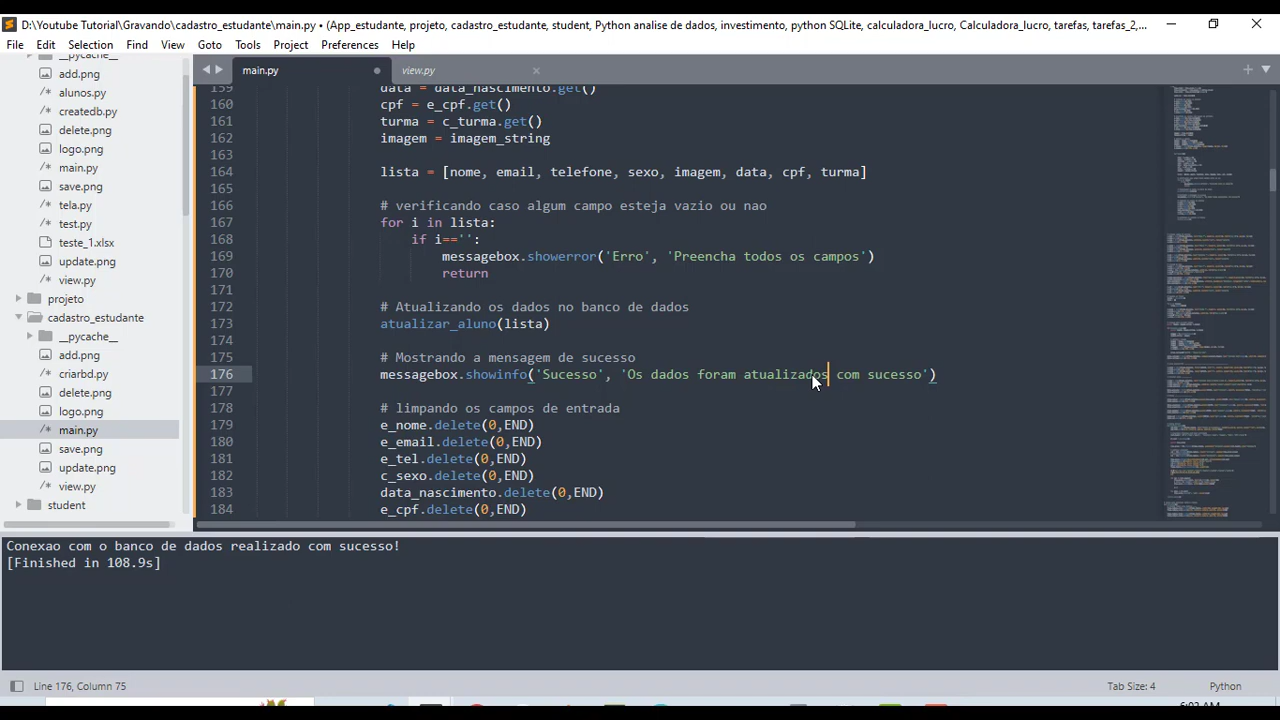 D:\Youtube Tutorial\Gravando\cadastro_estudante\main.py • (App_estudante, projeto, cadastro_estudante, student, Python analise de dados, investimento, python SQLite, calculadora_lucro, Calculadora_lucro, tarefas, tarefas_2,...
File Edit Selection Find View Goto Tools Project Preferences Help
__pycache__
add.png
alunos.py
createdb.py
delete.png
logo.png
main.py
save.png
tela.py
test.py
teste_1.xlsx
update.png
view.py
projeto
cadastro_estudante
__pycache__
add.png
criarbd.py
delete.png
logo.png
main.py
save.png
update.png
view.py
student
main.py view.py
159 data = data_nascimento.get()
160 cpf = e_cpf.get()
161 turma = c_turma.get()
162 imagem = imagem_string
163
164 lista = [nome, email, telefone, sexo, imagem, data, cpf, turma]
165
166 # verificando se algum campo esteja vazio ou nao
167 for i in lista:
168 if i=='':
169 messagebox.showerror('Erro', 'Preencha todos os campos')
170 return
171
172 # Atualizando os dados no banco de dados
173 atualizar_aluno(lista)
174
175 # Mostrando a mensagem de sucesso
176 messagebox.showinfo('Sucesso', 'Os dados foram atualizados com sucesso')
177
178 # limpando os campos de entrada
179 e_nome.delete(0,END)
180 e_email.delete(0,END)
181 e_tel.delete(0,END)
182 c_sexo.delete(0,END)
183 data_nascimento.delete(0,END)
184 e_cpf.delete(0,END)
Conexao com o banco de dados realizado com sucesso!
[Finished in 108.9s]
Line 176, Column 75 Tab Size: 4 Python